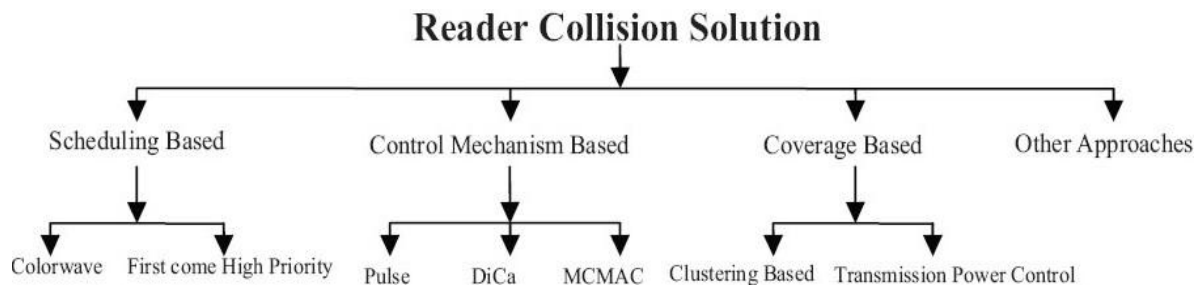 Reader Collision Solution
Scheduling Based
Control Mechanism Based
Coverage Based
Other Approaches
Colorwave
First come High Priority
Pulse
DiCa
MCMAC
Clustering Based
Transmission Power Control